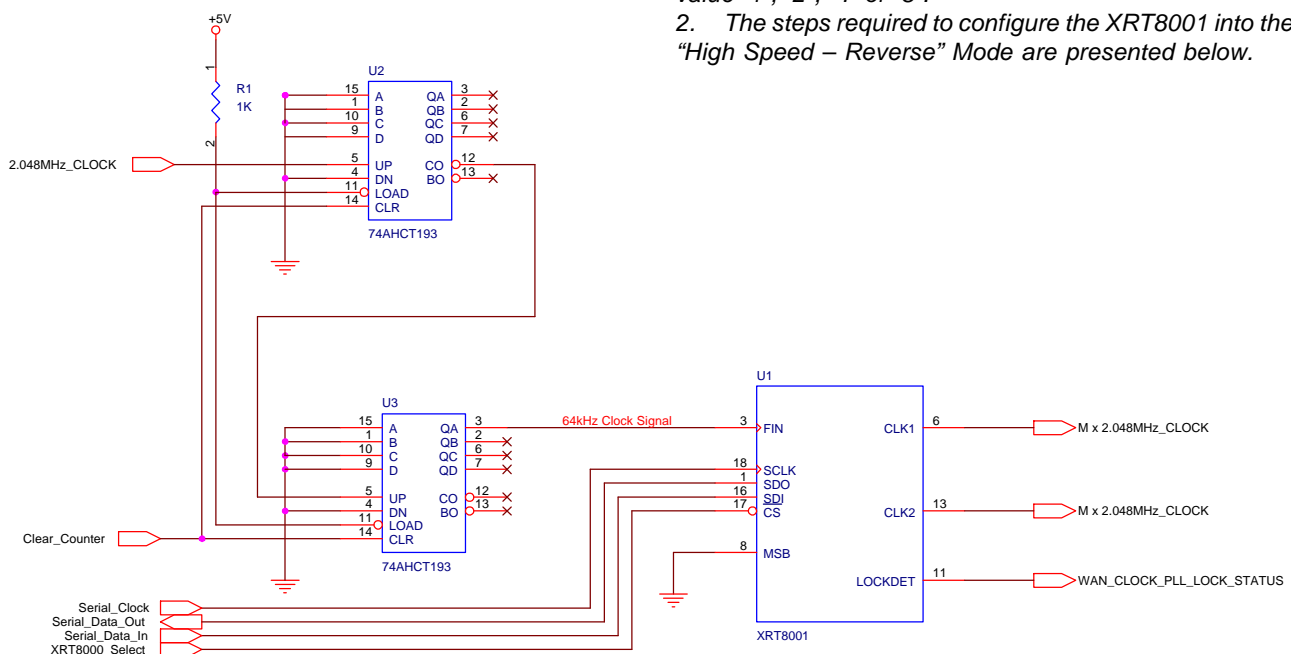 value or
2. The steps required to configure the XRT8001 into the
“High Speed – Reverse” Mode are presented below.
+5V
1
R1
1K
2
U2
15 A QA 3
1 B QB 2
10 C QC 6
9 D QD 7
2.048MHz_CLOCK
5 UP CO 12
4 DN BO 13
11 LOAD
14 CLR
74AHCT193
U3
15 A QA 3
1 B QB 2
10 C QC 6
9 D QD 7
5 UP CO 12
4 DN BO 13
11 LOAD
14 CLR
74AHCT193
Clear_Counter
64kHz Clock Signal
U1
3 FIN CLK1 6
M x 2.048MHz_CLOCK
18 SCLK
1 SDO
16 SDI
17 CS CLK2 13
M x 2.048MHz_CLOCK
8 MSB
LOCKDET 11
WAN_CLOCK_PLL_LOCK_STATUS
XRT8001
Serial_Clock
Serial_Data_Out
Serial_Data_In
XRT8000_Select